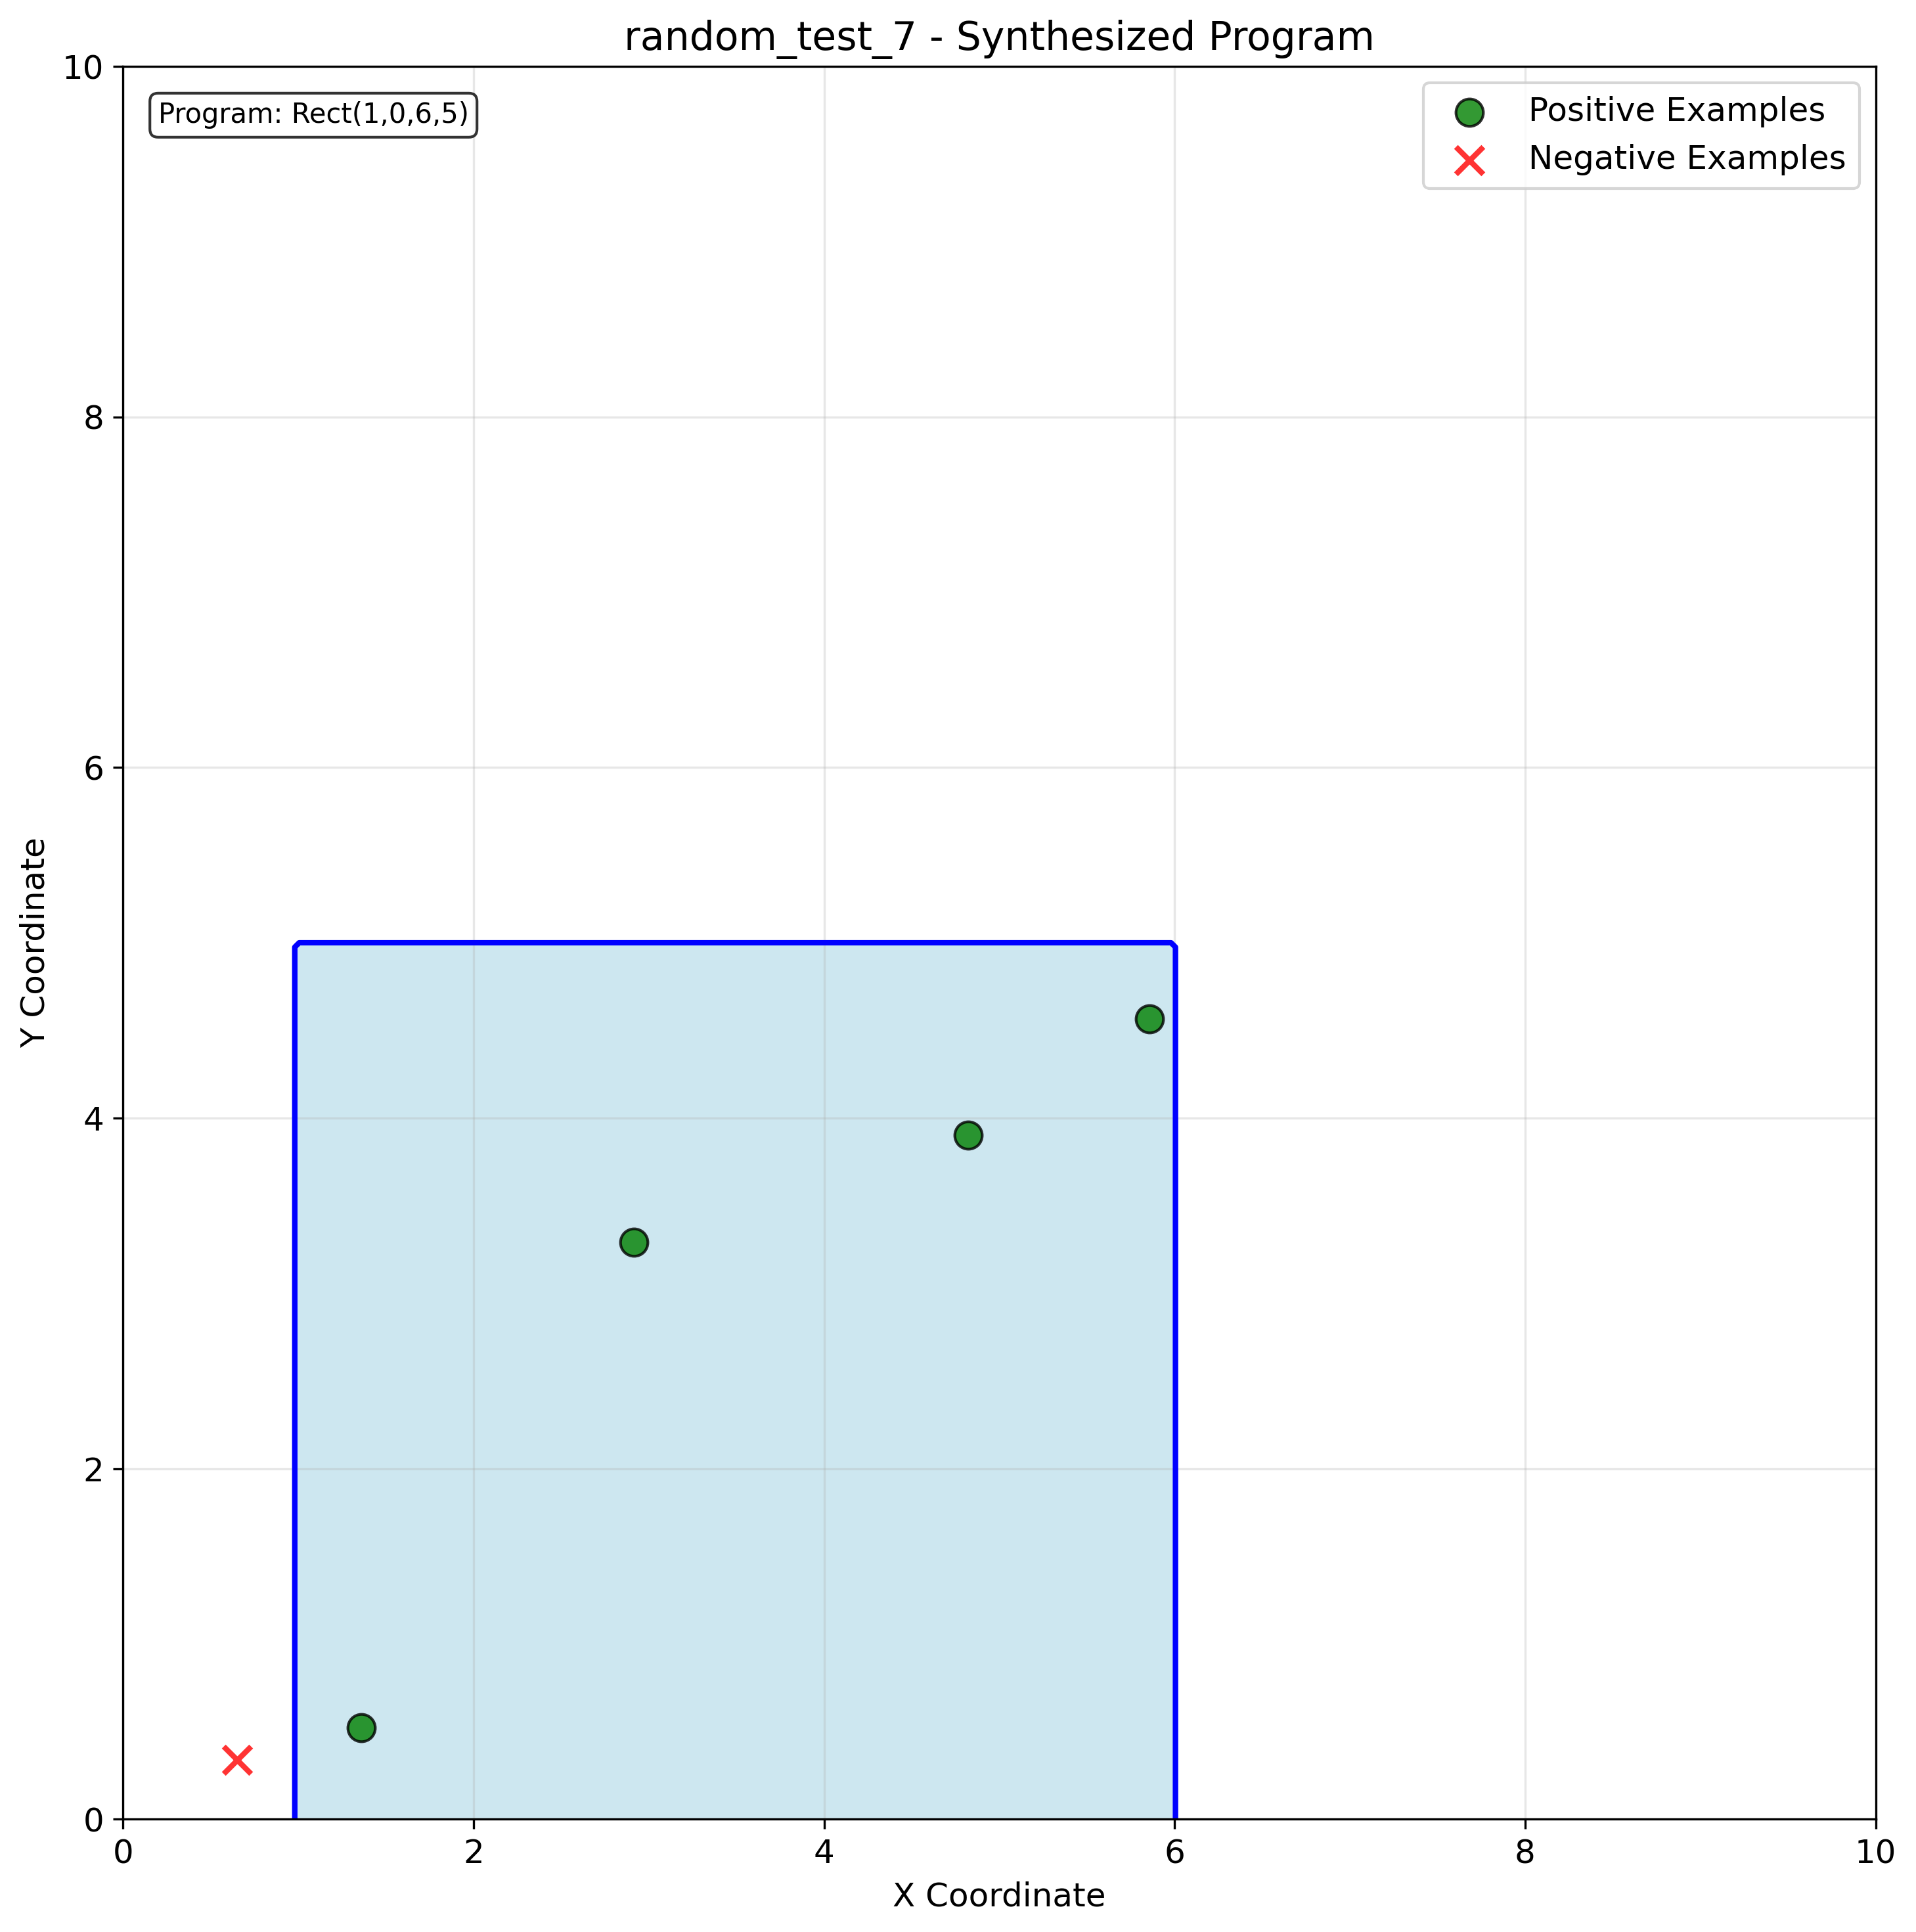 random_test_7 - Synthesized Program
Program: Rect(1,0,6,5)
Positive Examples
Negative Examples
10
8
6
4
2
0
Y Coordinate
0 2 4 6 8 10
X Coordinate